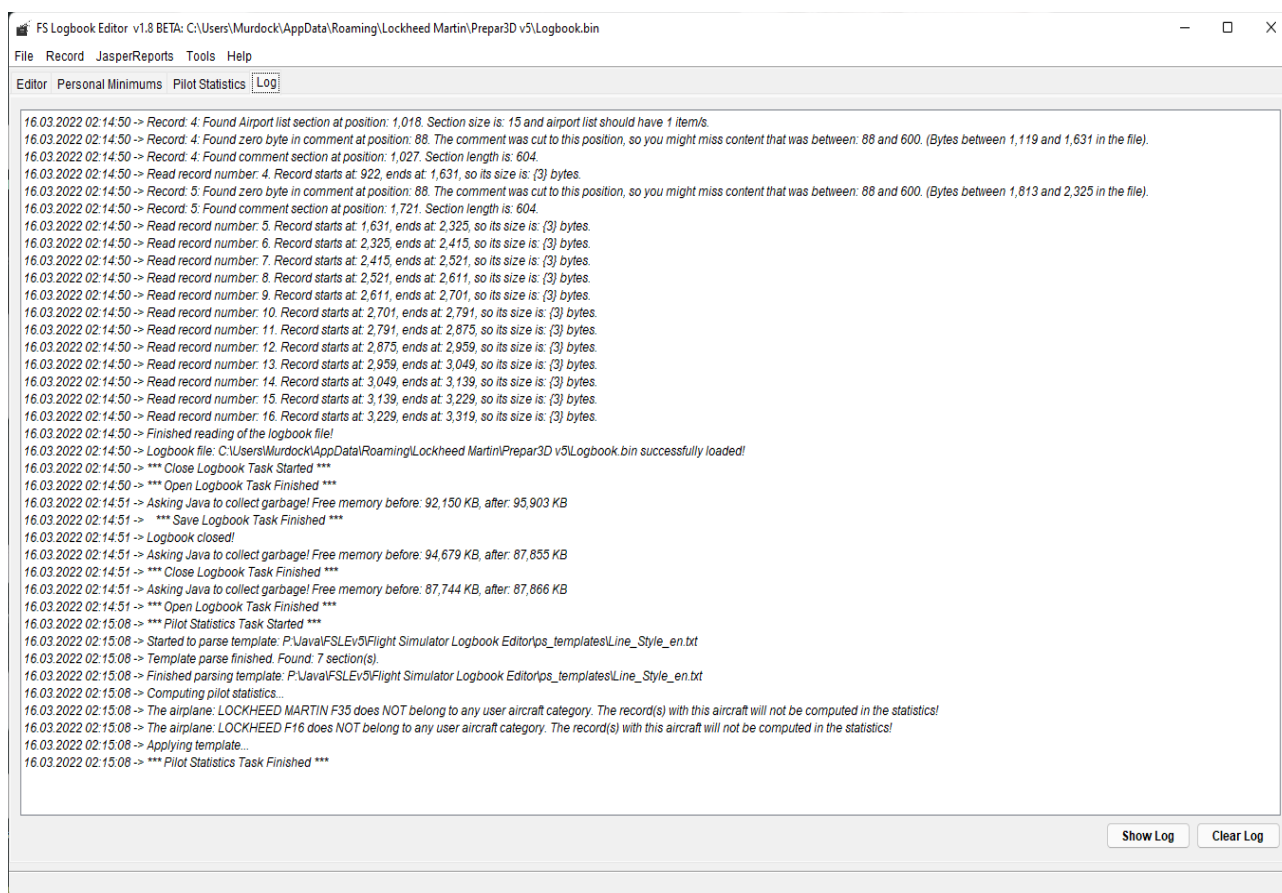 FS Logbook Editor v1.8 BETA: C:\Users\Murdock\AppData\Roaming\Lockheed Martin\Prepar3D v5\Logbook.bin
File Record JasperReports Tools Help
Editor Personal Minimums Pilot Statistics Log
16.03.2022 02:14:50 -> Record: 4: Found Airport list section at position: 1,018. Section size is: 15 and airport list should have 1 item/s.
16.03.2022 02:14:50 -> Record: 4: Found zero byte in comment at position: 88. The comment was cut to this position, so you might miss content that was between: 88 and 600. (Bytes between 1,119 and 1,631 in the file).
16.03.2022 02:14:50 -> Record: 4: Found comment section at position: 1,027. Section length is: 604.
16.03.2022 02:14:50 -> Read record number: 4. Record starts at: 922, ends at: 1,631, so its size is: {3} bytes.
16.03.2022 02:14:50 -> Record: 5: Found zero byte in comment at position: 88. The comment was cut to this position, so you might miss content that was between: 88 and 600. (Bytes between 1,813 and 2,325 in the file).
16.03.2022 02:14:50 -> Record: 5: Found comment section at position: 1,721. Section length is: 604.
16.03.2022 02:14:50 -> Read record number: 5. Record starts at: 1,631, ends at: 2,325, so its size is: {3} bytes.
16.03.2022 02:14:50 -> Read record number: 6. Record starts at: 2,325, ends at: 2,415, so its size is: {3} bytes.
16.03.2022 02:14:50 -> Read record number: 7. Record starts at: 2,415, ends at: 2,521, so its size is: {3} bytes.
16.03.2022 02:14:50 -> Read record number: 8. Record starts at: 2,521, ends at: 2,611, so its size is: {3} bytes.
16.03.2022 02:14:50 -> Read record number: 9. Record starts at: 2,611, ends at: 2,701, so its size is: {3} bytes.
16.03.2022 02:14:50 -> Read record number: 10. Record starts at: 2,701, ends at: 2,791, so its size is: {3} bytes.
16.03.2022 02:14:50 -> Read record number: 11. Record starts at: 2,791, ends at: 2,875, so its size is: {3} bytes.
16.03.2022 02:14:50 -> Read record number: 12. Record starts at: 2,875, ends at: 2,959, so its size is: {3} bytes.
16.03.2022 02:14:50 -> Read record number: 13. Record starts at: 2,959, ends at: 3,049, so its size is: {3} bytes.
16.03.2022 02:14:50 -> Read record number: 14. Record starts at: 3,049, ends at: 3,139, so its size is: {3} bytes.
16.03.2022 02:14:50 -> Read record number: 15. Record starts at: 3,139, ends at: 3,229, so its size is: {3} bytes.
16.03.2022 02:14:50 -> Read record number: 16. Record starts at: 3,229, ends at: 3,319, so its size is: {3} bytes.
16.03.2022 02:14:50 -> Finished reading of the logbook file!
16.03.2022 02:14:50 -> Logbook file: C:\Users\Murdock\AppData\Roaming\Lockheed Martin\Prepar3D v5\Logbook.bin successfully loaded!
16.03.2022 02:14:50 -> *** Close Logbook Task Started ***
16.03.2022 02:14:50 -> *** Open Logbook Task Finished ***
16.03.2022 02:14:51 -> Asking Java to collect garbage! Free memory before: 92,150 KB, after: 95,903 KB
16.03.2022 02:14:51 -> *** Save Logbook Task Finished ***
16.03.2022 02:14:51 -> Logbook closed!
16.03.2022 02:14:51 -> Asking Java to collect garbage! Free memory before: 94,679 KB, after: 87,855 KB
16.03.2022 02:14:51 -> *** Close Logbook Task Finished ***
16.03.2022 02:14:51 -> Asking Java to collect garbage! Free memory before: 87,744 KB, after: 87,866 KB
16.03.2022 02:14:51 -> *** Open Logbook Task Finished ***
16.03.2022 02:15:08 -> *** Pilot Statistics Task Started ***
16.03.2022 02:15:08 -> Started to parse template: P:\Java\FSLEv5\Flight Simulator Logbook Editor\ps_templates\Line_Style_en.txt
16.03.2022 02:15:08 -> Template parse finished. Found: 7 section(s).
16.03.2022 02:15:08 -> Finished parsing template: P:\Java\FSLEv5\Flight Simulator Logbook Editor\ps_templates\Line_Style_en.txt
16.03.2022 02:15:08 -> Computing pilot statistics...
16.03.2022 02:15:08 -> The airplane: LOCKHEED MARTIN F35 does NOT belong to any user aircraft category. The record(s) with this aircraft will not be computed in the statistics!
16.03.2022 02:15:08 -> The airplane: LOCKHEED F16 does NOT belong to any user aircraft category. The record(s) with this aircraft will not be computed in the statistics!
16.03.2022 02:15:08 -> Applying template...
16.03.2022 02:15:08 -> *** Pilot Statistics Task Finished ***
Show Log Clear Log